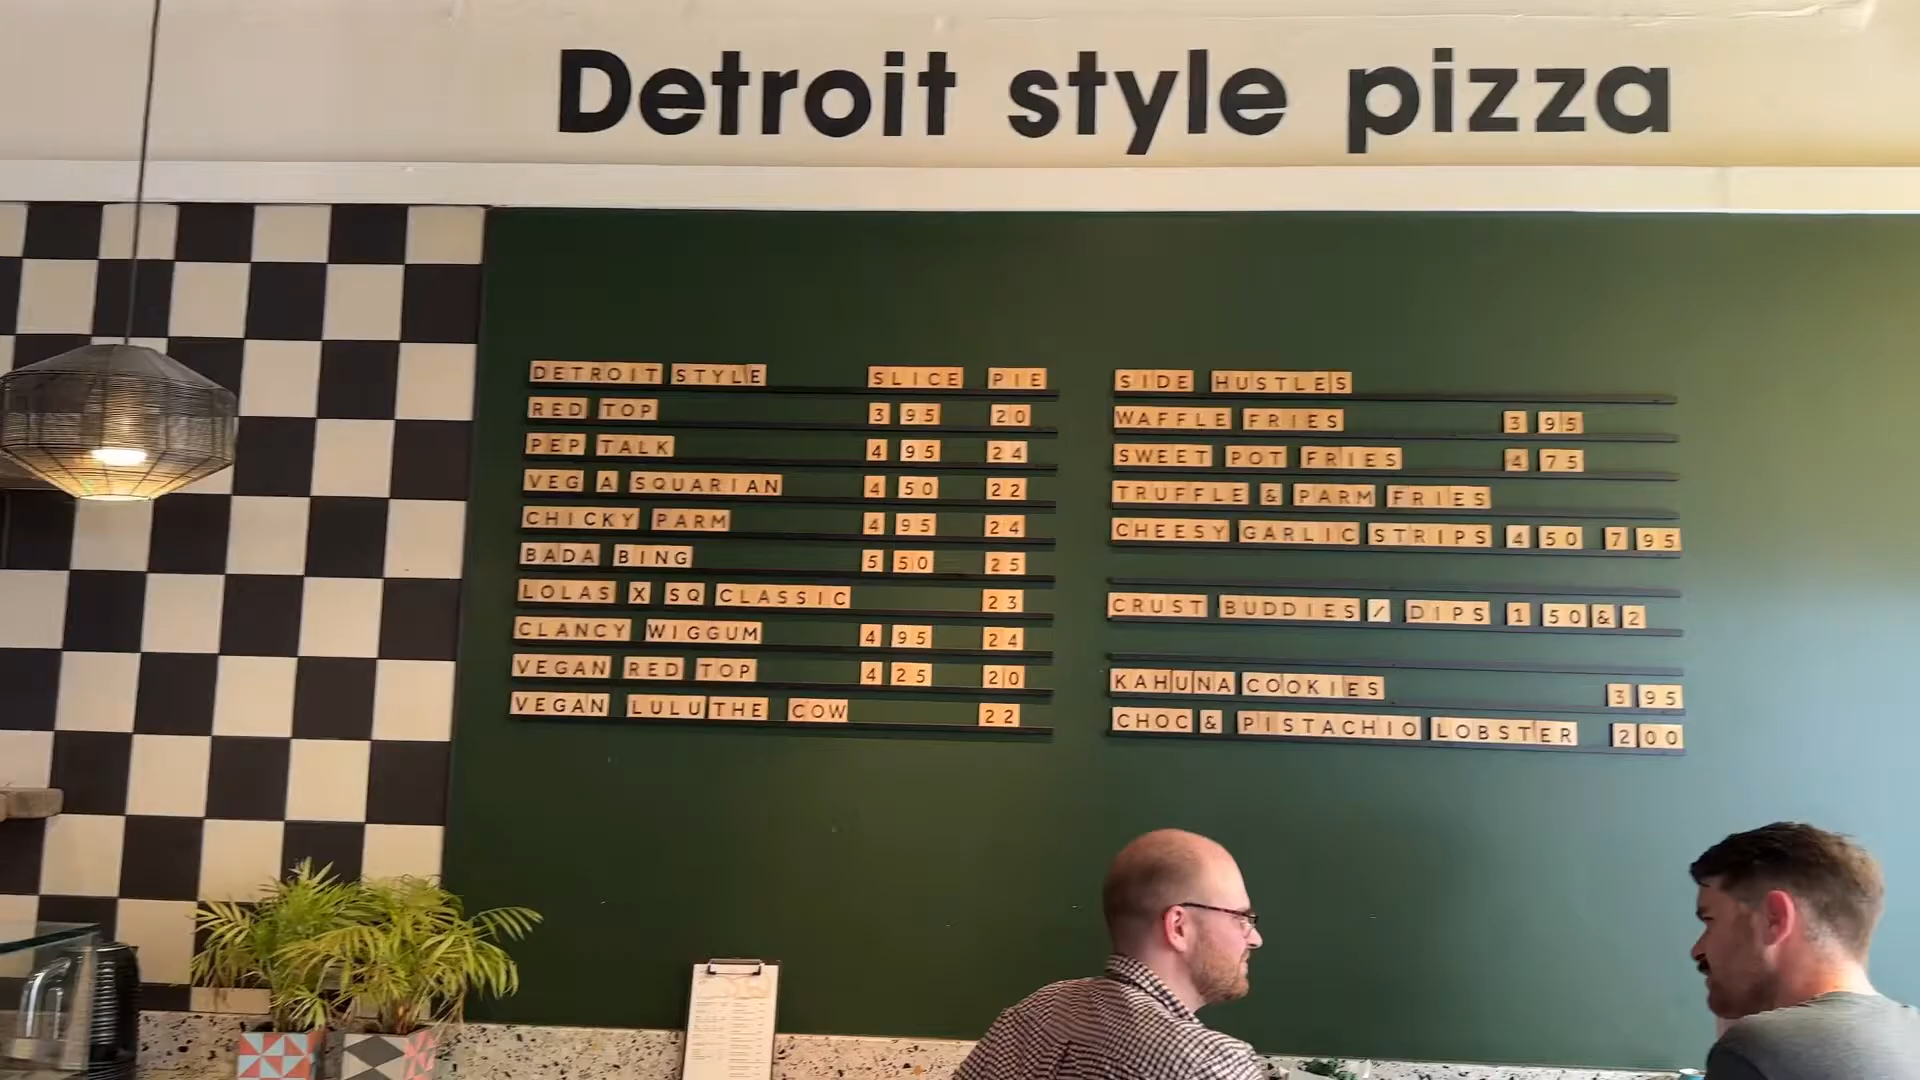 Detroit style pizza
DETROIT STYLE SLICE PIE
RED TOP 3 95 20
PEP TALK 4 95 24
VEG A SQUARIAN 4 50 22
CHICKY PARM 4 95 24
BADA BING 5 50 25
LOLAS X SQ CLASSIC 23
CLANCY WIGGUM 4 95 24
VEGAN RED TOP 4 25 20
VEGAN LULU THE COW 22
SIDE HUSTLES
WAFFLE FRIES 3 95
SWEET POT FRIES 4 75
TRUFFLE & PARM FRIES
CHEESY GARLIC STRIPS 4 50 7 95
CRUST BUDDIES / DIPS 1 50 & 2
KAHUNA COOKIES 3 95
CHOC & PISTACHIO LOBSTER 200